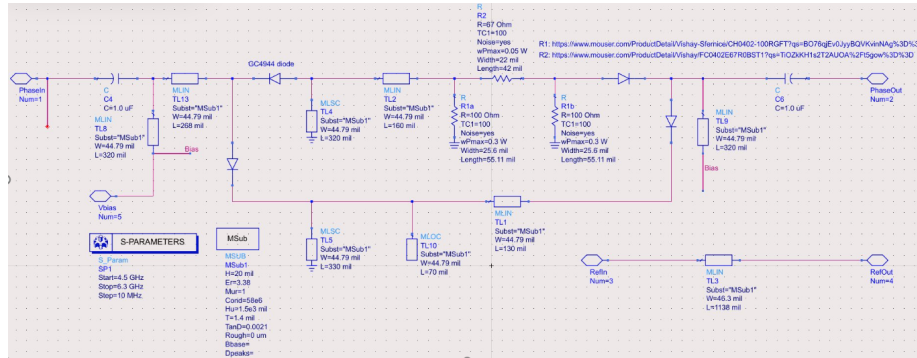 R
R2
R=67 Ohm
TC1=100
Noise=yes
wPmax=0.05 W
Width=22 mil
Length=42 mil
R1: https://www.mouser.com/ProductDetail/Vishay-Sfernice/CH0402-100RGFT?qs=BO76qjEv0JyyBQVKvinNAg%3D%3
R2: https://www.mouser.com/ProductDetail/Vishay/FC0402E67R0BST1?qs=TiOZkKH1s2T2AUOA%2Ft5gow%3D%3D
PhaseIn
Num=1
C
C4
C=1.0 uF
MLIN
TL13
Subst="MSub1"
W=44.79 mil
L=268 mil
GC4944 diode
MLSC
TL4
Subst="MSub1"
W=44.79 mil
L=320 mil
MLIN
TL2
Subst="MSub1"
W=44.79 mil
L=160 mil
R
R1a
R=100 Ohm
TC1=100
Noise=yes
wPmax=0.3 W
Width=25.6 mil
Length=55.11 mil
R
R1b
R=100 Ohm
TC1=100
Noise=yes
wPmax=0.3 W
Width=25.6 mil
Length=55.11 mil
C
C6
C=1.0 uF
PhaseOut
Num=2
MLIN
TL8
Subst="MSub1"
W=44.79 mil
L=320 mil
Bias
MLIN
TL9
Subst="MSub1"
W=44.79 mil
L=320 mil
Bias
Vbias
Num=5
MLIN
TL1
Subst="MSub1"
W=44.79 mil
L=130 mil
MLSC
TL5
Subst="MSub1"
W=44.79 mil
L=330 mil
MLOC
TL10
Subst="MSub1"
W=44.79 mil
L=70 mil
S-PARAMETERS
S_Param
SP1
Start=4.5 GHz
Stop=6.3 GHz
Step=10 MHz
MSub
MSUB
MSub1
H=20 mil
Er=3.38
Mur=1
Cond=58e6
Hu=1.5e3 mil
T=1.4 mil
TanD=0.0021
Rough=0 um
Bbase=
Dpeaks=
RefIn
Num=3
MLIN
TL3
Subst="MSub1"
W=46.3 mil
L=1138 mil
RefOut
Num=4